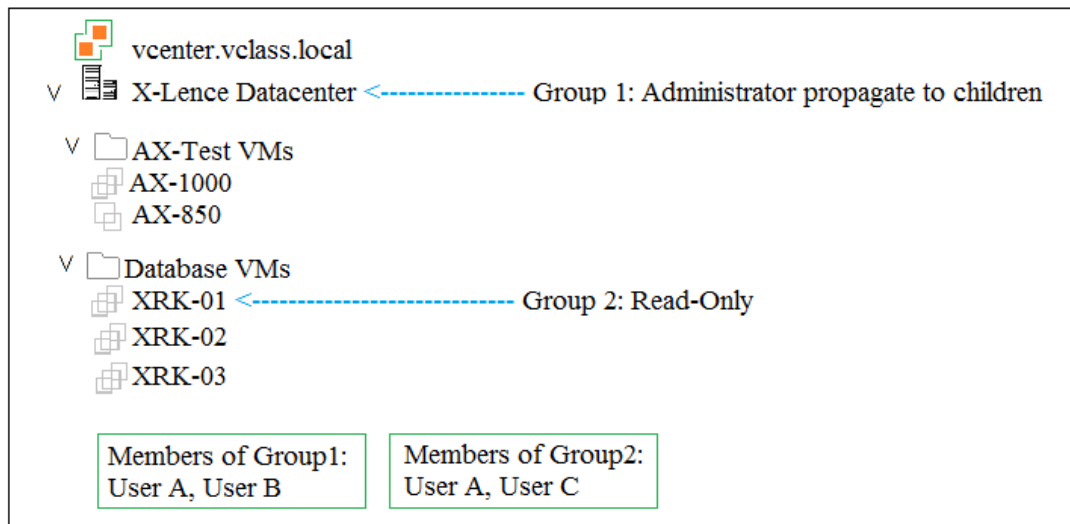 vcenter.vclass.local
X-Lence Datacenter <---------------- Group 1: Administrator propagate to children
AX-Test VMs
AX-1000
AX-850
Database VMs
XRK-01 <---------------------------- Group 2: Read-Only
XRK-02
XRK-03
Members of Group1:
User A, User B
Members of Group2:
User A, User C